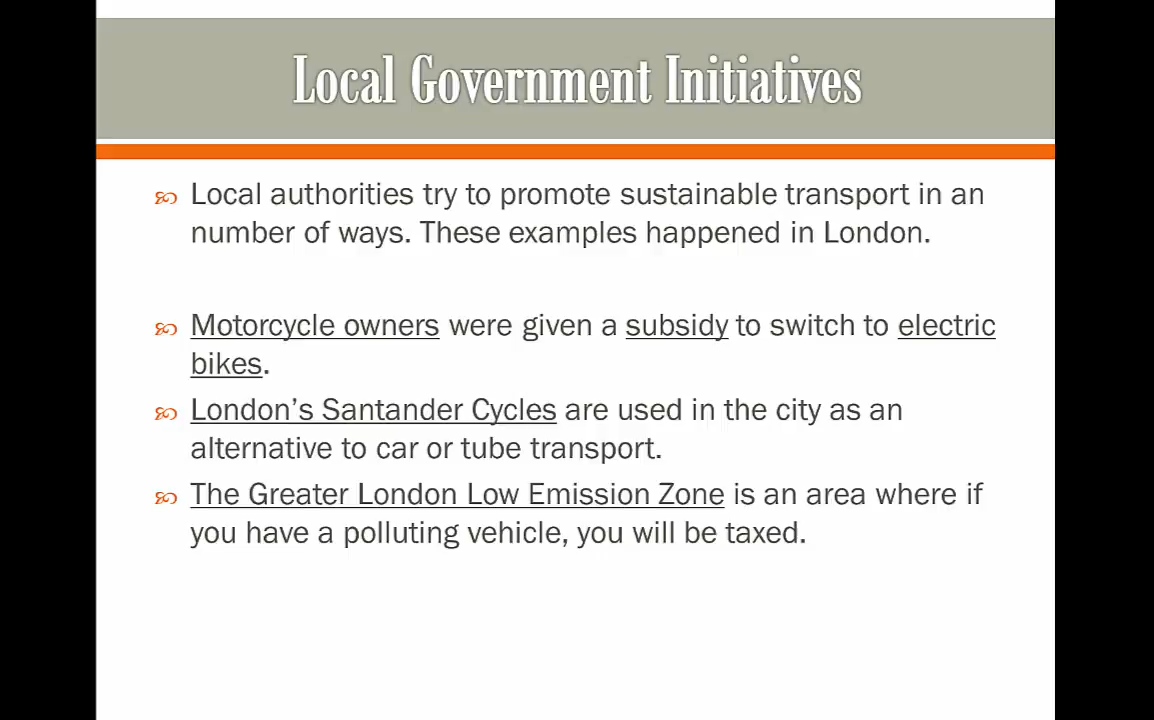 Local Government Initiatives
Local authorities try to promote sustainable transport in an
number of ways. These examples happened in London.
Motorcycle owners were given a subsidy to switch to electric
bikes.
London’s Santander Cycles are used in the city as an
alternative to car or tube transport.
The Greater London Low Emission Zone is an area where if
you have a polluting vehicle, you will be taxed.